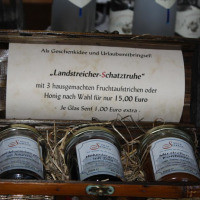 Als Geschenkidee und Urlaubsmitbringsel!
„Landstreicher-Schatztruhe"
mit 3 hausgemachten Fruchtaufstrichen oder
Honig nach Wahl für nur 15,00 Euro
- Je Glas Senf 1,00 Euro extra -